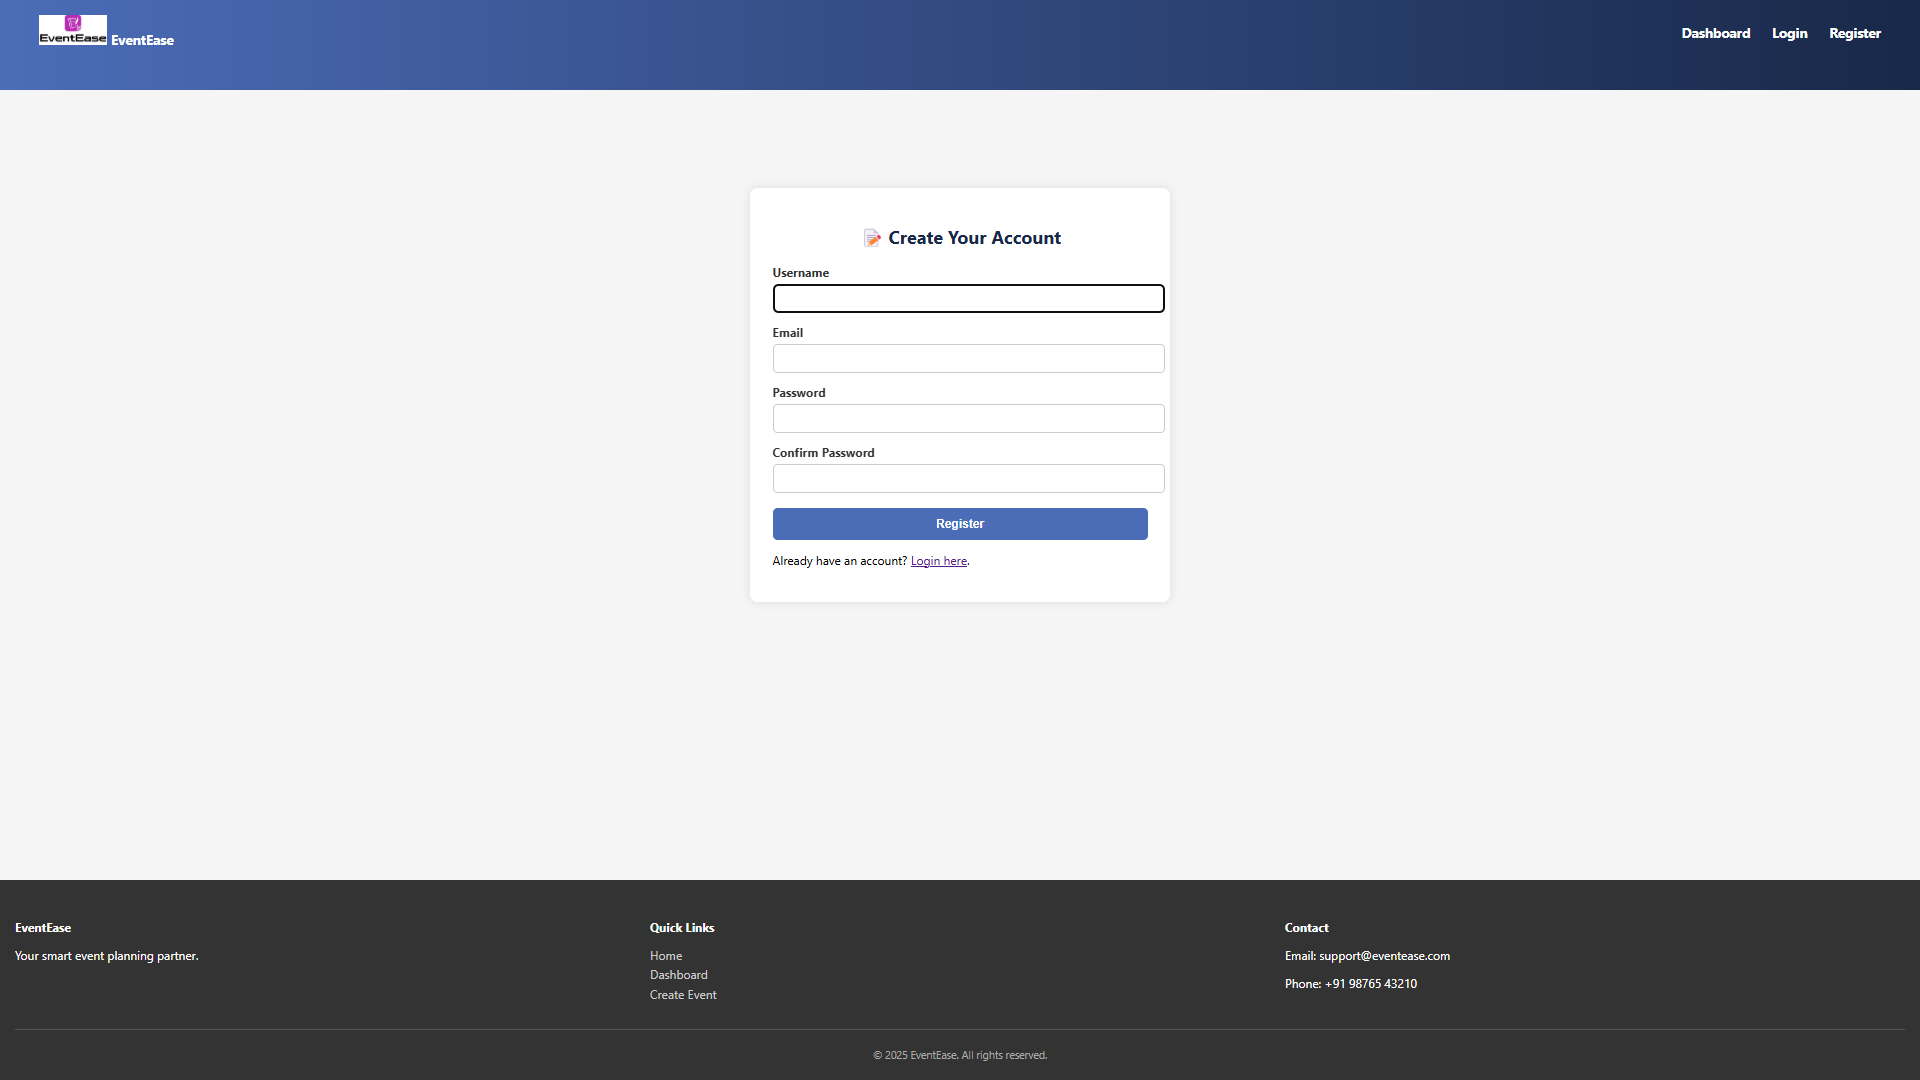 EventEase EventEase
Dashboard Login Register
Create Your Account
Username
Email
Password
Confirm Password
Register
Already have an account? Login here.
EventEase
Your smart event planning partner.
Quick Links
Home
Dashboard
Create Event
Contact
Email: support@eventease.com
Phone: +91 98765 43210
© 2025 EventEase. All rights reserved.